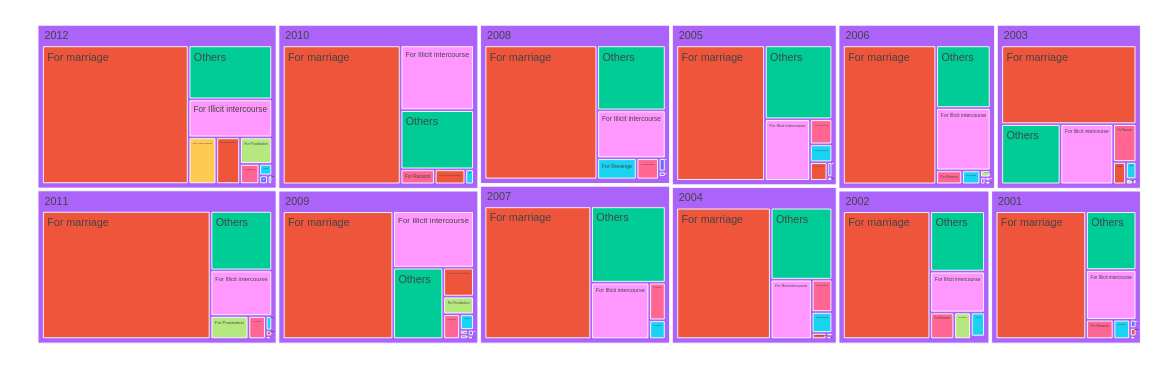 2012
For marriage
Others
For Illicit intercourse
For Prostitution
2010
For marriage
For Illicit intercourse
Others
For Ransom
2008
For marriage
Others
For Illicit intercourse
For Revenge
2005
For marriage
Others
For Illicit intercourse
2006
For marriage
Others
For Illicit intercourse
For Ransom
2003
For marriage
Others
For Illicit intercourse
For Ransom
2011
For marriage
Others
For Illicit intercourse
For Prostitution
2009
For marriage
For Illicit intercourse
Others
For Prostitution
2007
For marriage
Others
For Illicit intercourse
2004
For marriage
Others
For Illicit intercourse
2002
For marriage
Others
For Illicit intercourse
For Ransom
2001
For marriage
Others
For Illicit intercourse
For Ransom